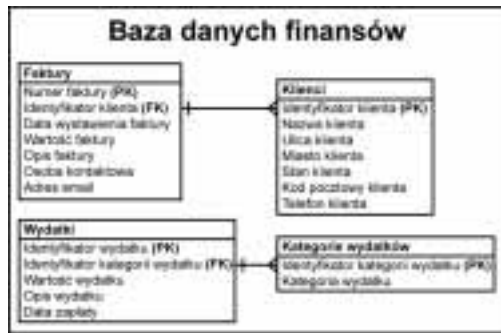 Baza danych finansów
Faktury
Numer faktury (PK)
Identyfikator klienta (FK)
Data wystawienia faktury
Wartość faktury
Opis faktury
Osoba kontaktowa
Adres email
Klienci
Identyfikator klienta (PK)
Nazwa klienta
Ulica klienta
Miasto klienta
Stan klienta
Kod pocztowy klienta
Telefon klienta
Wydatki
Identyfikator wydatku (PK)
Identyfikator kategorii wydatku (FK)
Wartość wydatku
Opis wydatku
Data zapłaty
Kategorie wydatków
Identyfikator kategorii wydatku (PK)
Kategoria wydatku